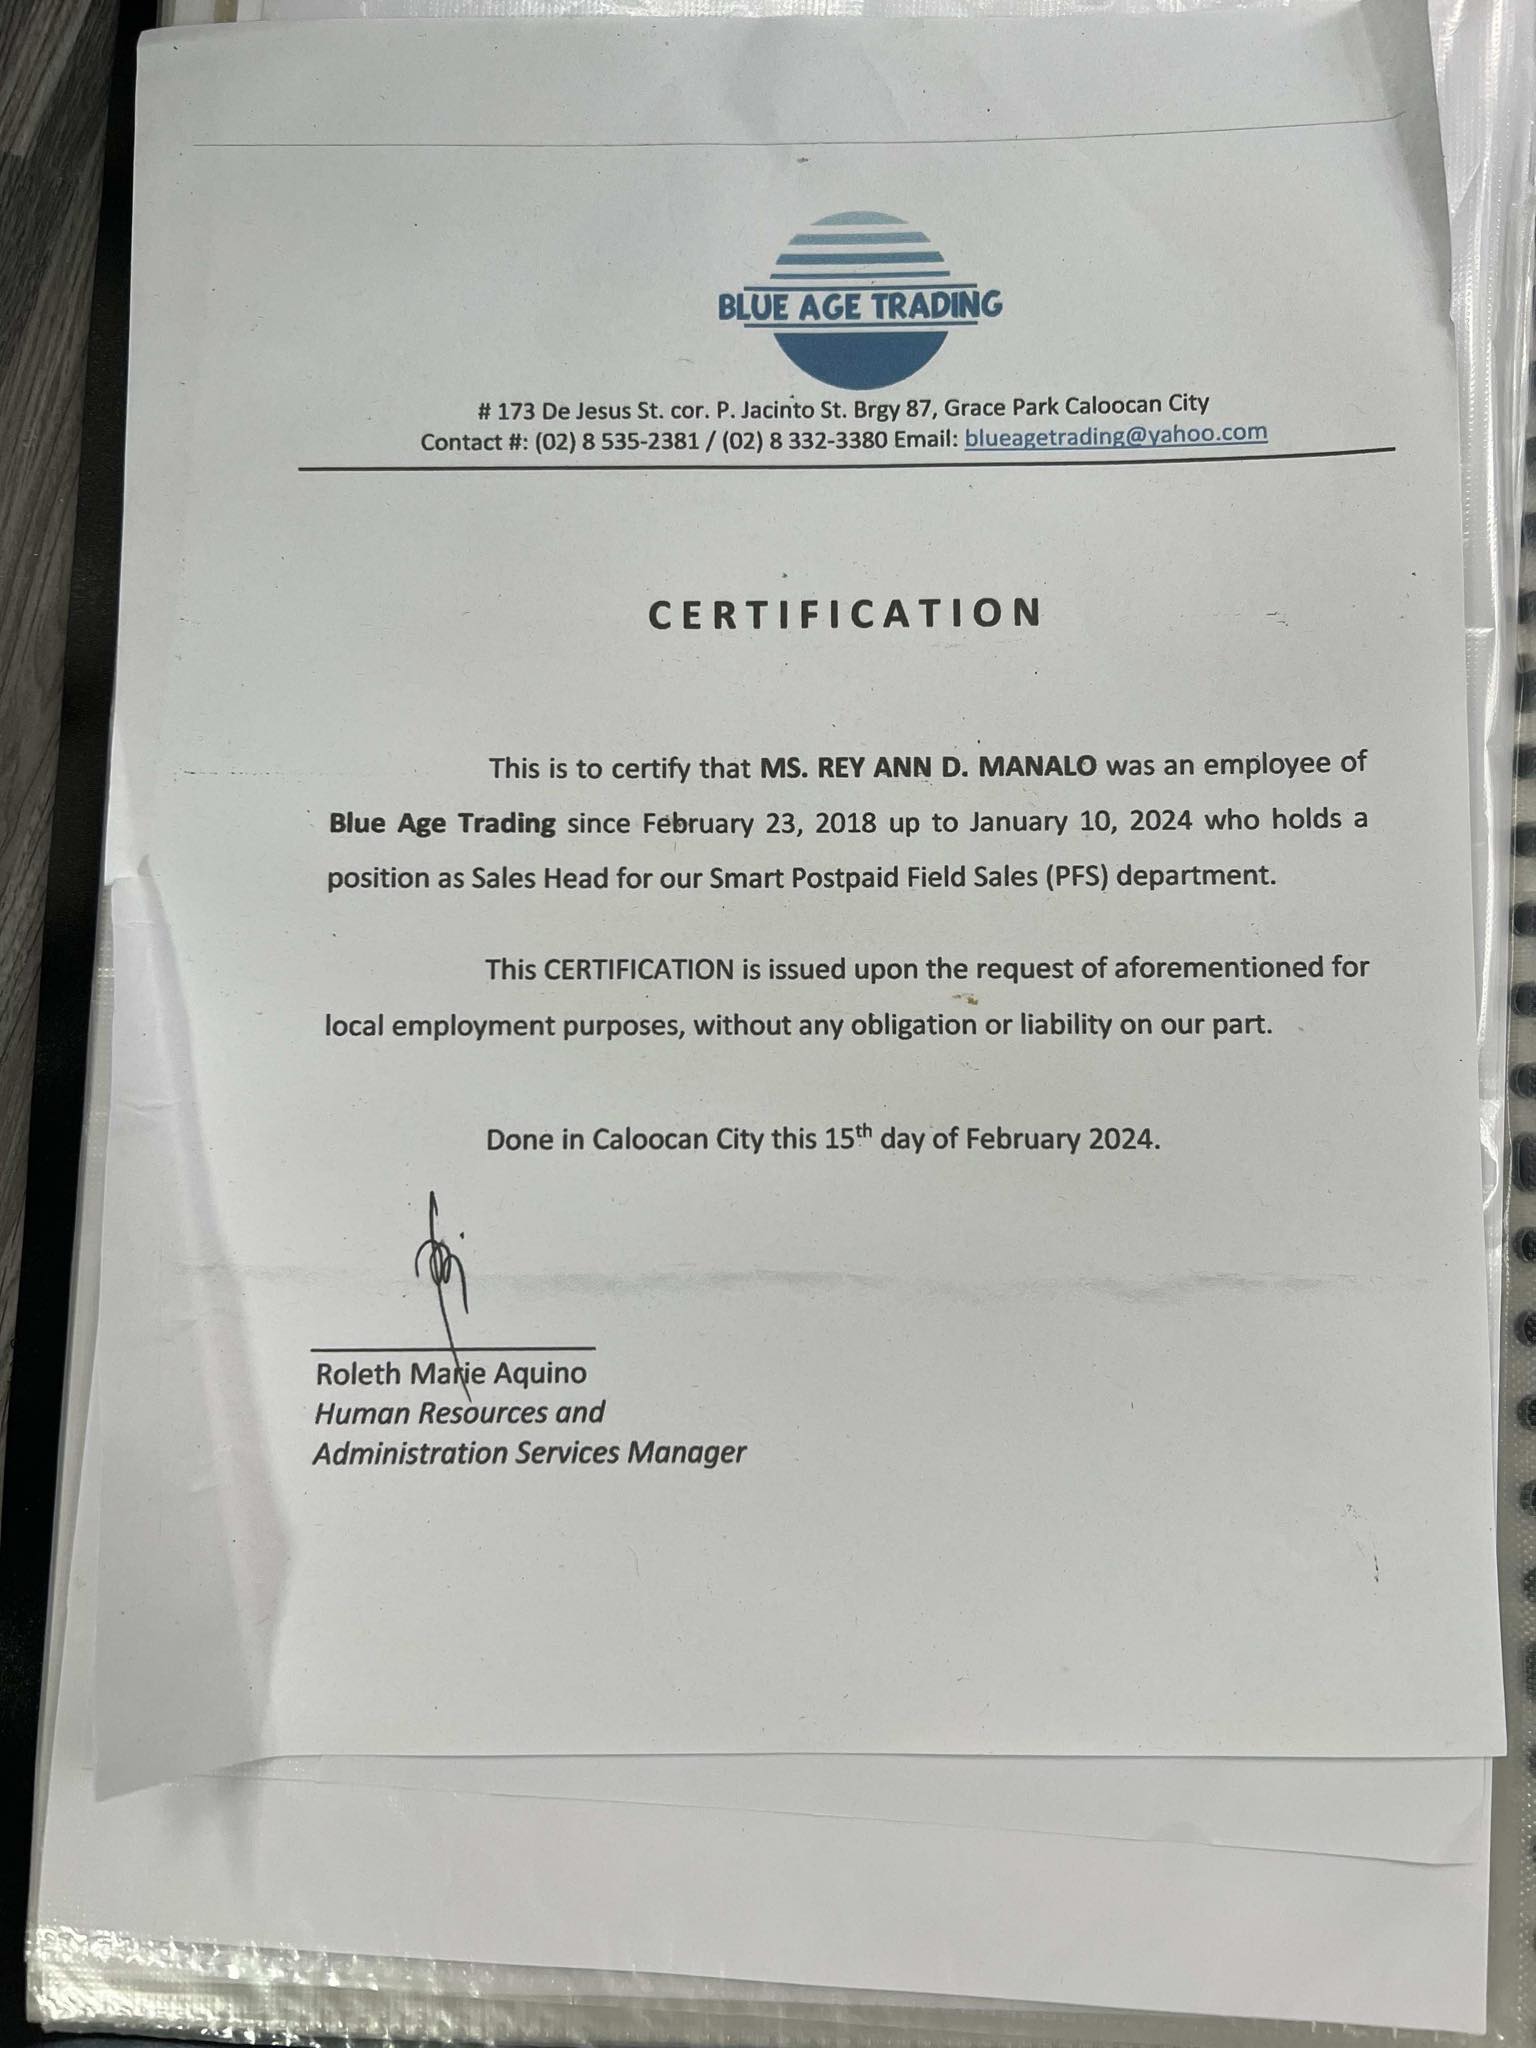 BLUE AGE TRADING
# 173 De Jesus St. cor. P. Jacinto St. Brgy 87, Grace Park Caloocan City
Contact #: (02) 8 535-2381 / (02) 8 332-3380 Email: blueagetrading@yahoo.com
CERTIFICATION
This is to certify that MS. REY ANN D. MANALO was an employee of
Blue Age Trading since February 23, 2018 up to January 10, 2024 who holds a
position as Sales Head for our Smart Postpaid Field Sales (PFS) department.
This CERTIFICATION is issued upon the request of aforementioned for
local employment purposes, without any obligation or liability on our part.
Done in Caloocan City this 15th day of February 2024.
Roleth Marie Aquino
Human Resources and
Administration Services Manager